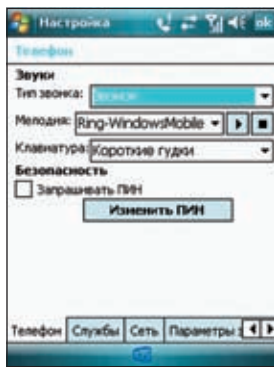 Настройка ok
Телефон
Звуки
Тип звонка: Звонок
Мелодия: Ring-WindowsMobile
Клавиатура: Короткие гудки
Безопасность
Запрашивать ПИН
Изменить ПИН
Телефон Службы Сеть Параметры